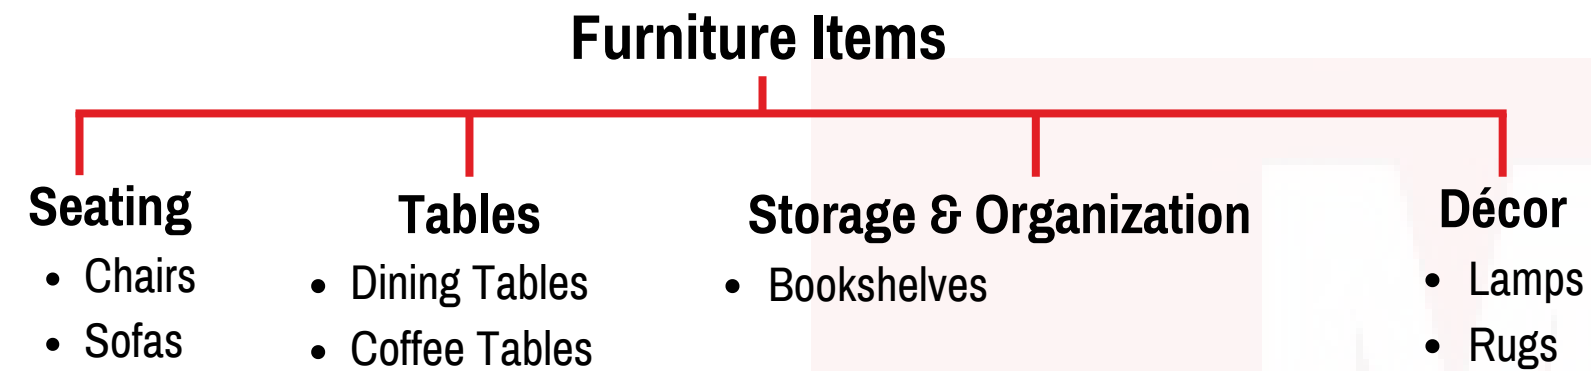 Furniture Items
Seating
• Chairs
• Sofas
Tables
• Dining Tables
• Coffee Tables
Storage & Organization
• Bookshelves
Décor
• Lamps
• Rugs